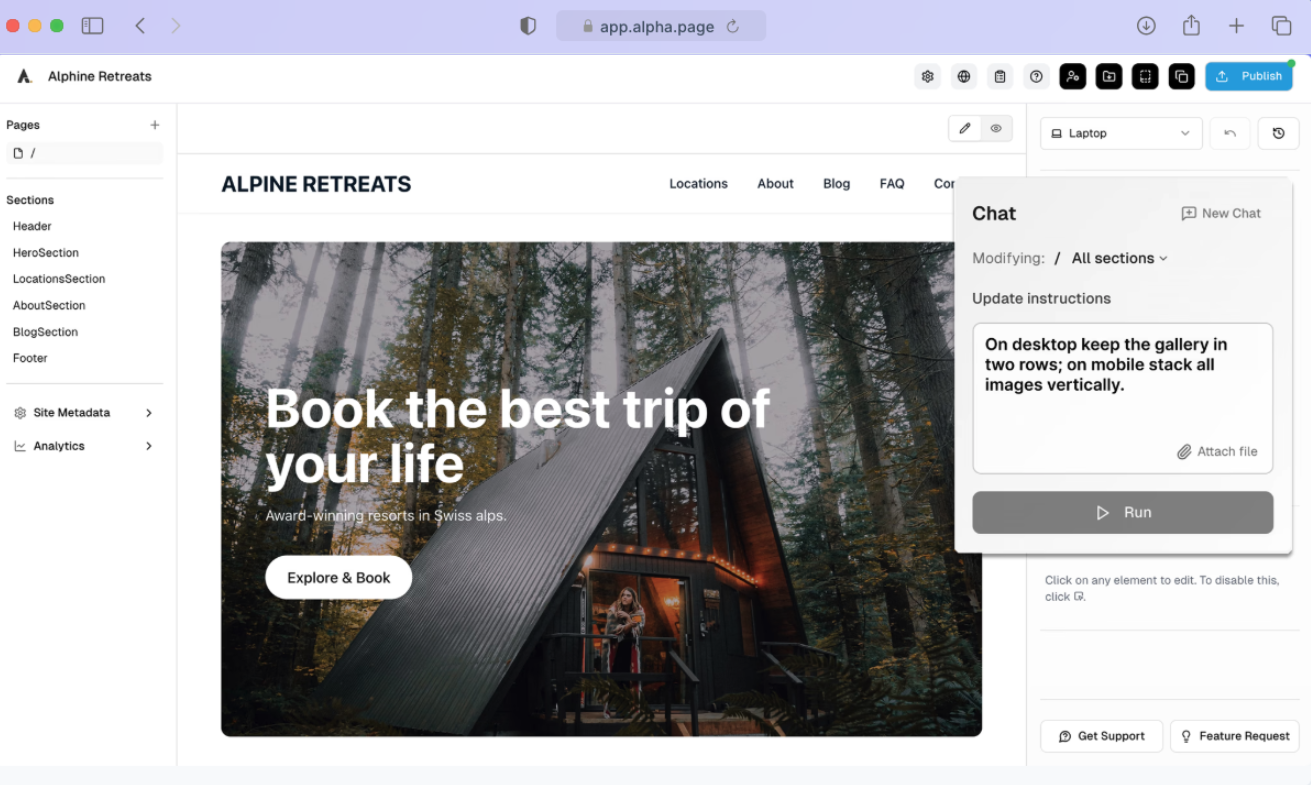 app.alpha.page
Alphine Retreats
Publish
Pages
/
Laptop
Sections
Header
HeroSection
LocationsSection
AboutSection
BlogSection
Footer
Site Metadata
Analytics
ALPINE RETREATS
Locations About Blog FAQ
Book the best trip of
your life
Award-winning resorts in Swiss alps.
Explore & Book
Chat
New Chat
Modifying: / All sections
Update instructions
On desktop keep the gallery in
two rows; on mobile stack all
images vertically.
Attach file
Run
Click on any element to edit. To disable this,
click .
Get Support
Feature Request